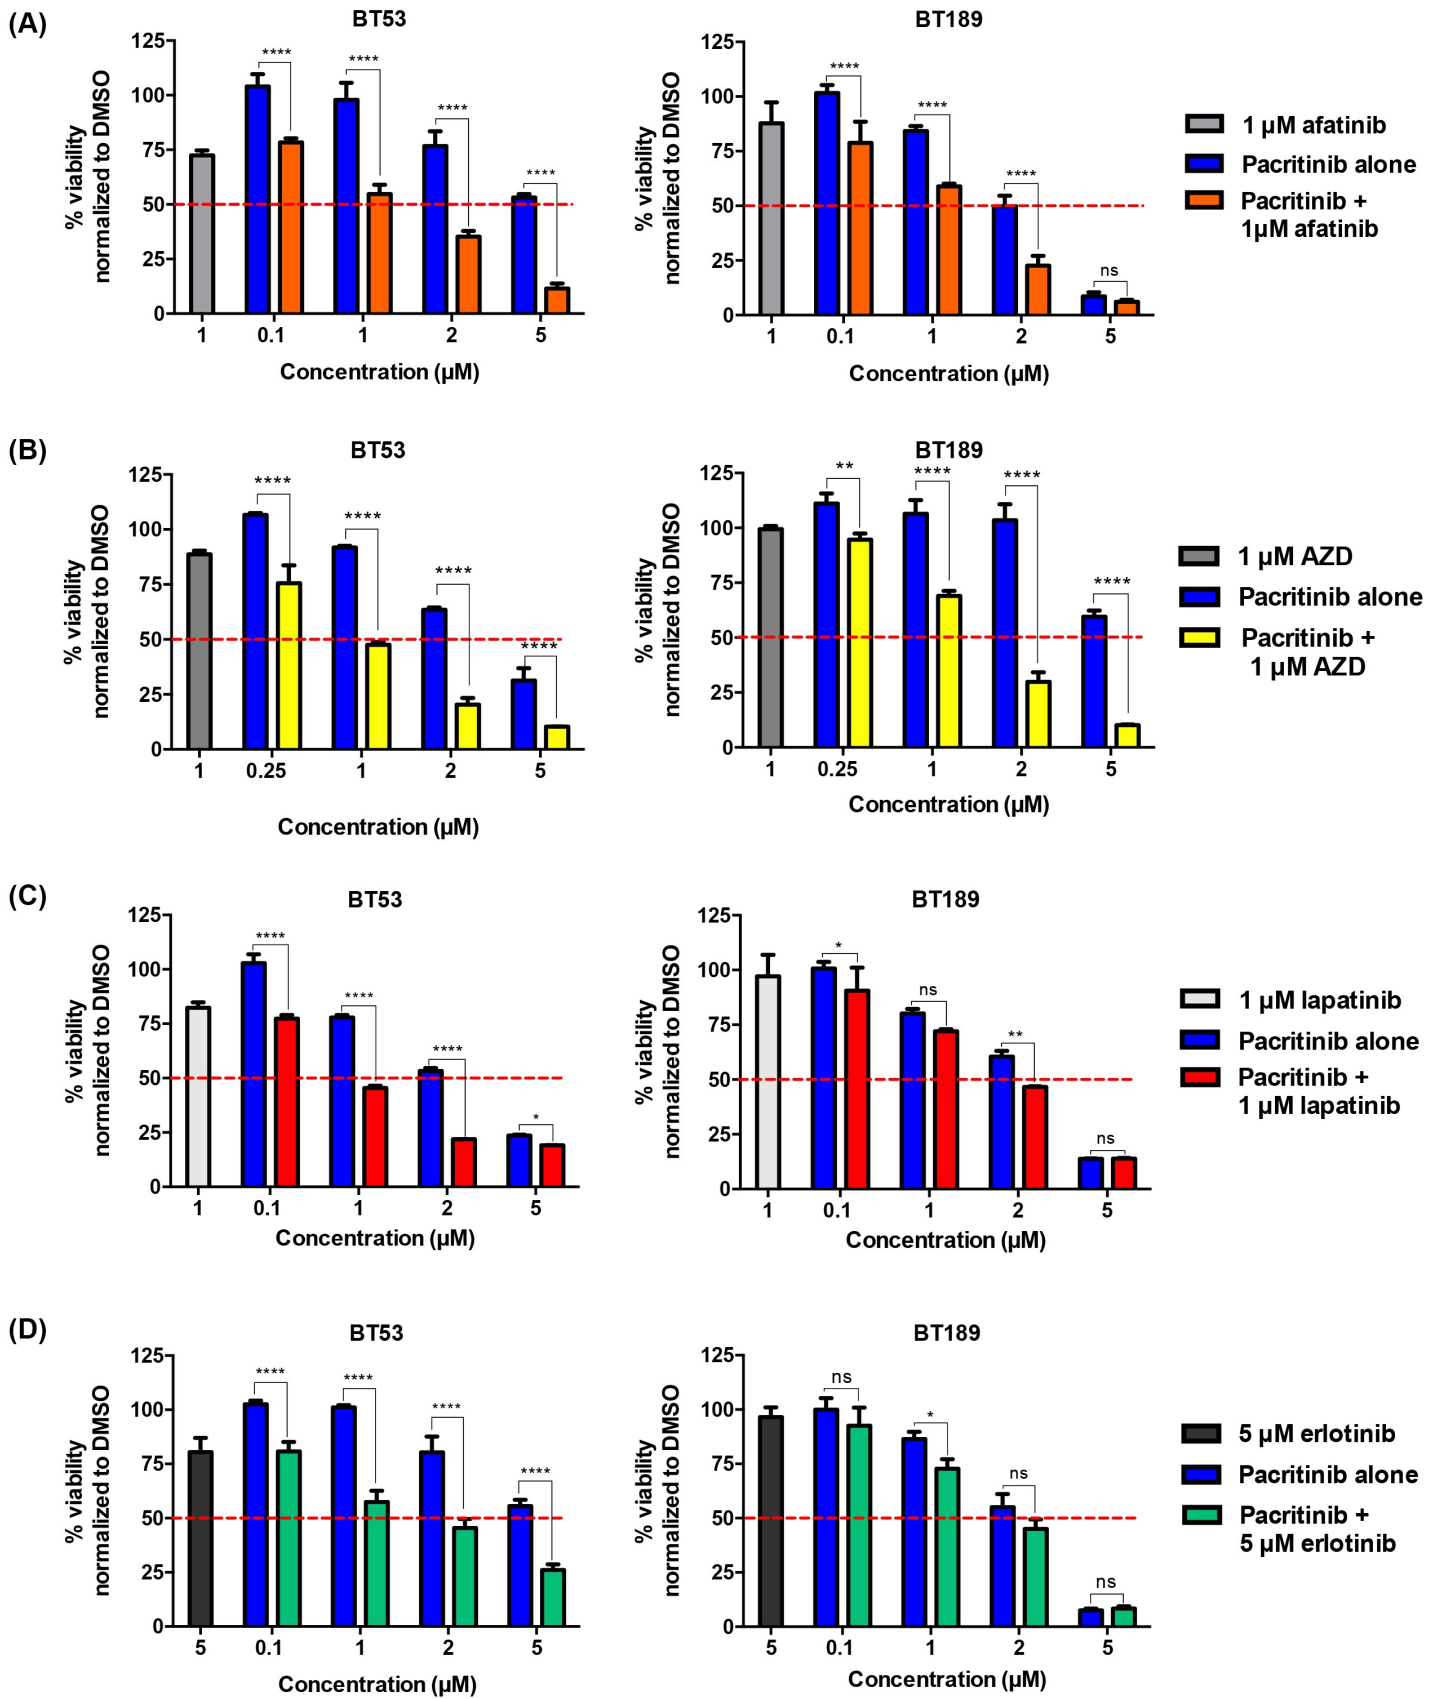 (A)
BT53
% viability
normalized to DMSO
125
100
75
50
25
0
****
****
****
****
1 0.1 1 2 5
Concentration (µM)
BT189
% viability
normalized to DMSO
125
100
75
50
25
0
****
****
****
ns
1 0.1 1 2 5
Concentration (µM)
1 µM afatinib
Pacritinib alone
Pacritinib +
1µM afatinib
(B)
BT53
% viability
normalized to DMSO
125
100
75
50
25
0
****
****
****
****
1 0.25 1 2 5
Concentration (µM)
BT189
% viability
normalized to DMSO
125
100
75
50
25
0
**
****
****
****
1 0.25 1 2 5
Concentration (µM)
1 µM AZD
Pacritinib alone
Pacritinib +
1 µM AZD
(C)
BT53
% viability
normalized to DMSO
125
100
75
50
25
0
****
****
****
*
1 0.1 1 2 5
Concentration (µM)
BT189
% viability
normalized to DMSO
125
100
75
50
25
0
*
ns
**
ns
1 0.1 1 2 5
Concentration (µM)
1 µM lapatinib
Pacritinib alone
Pacritinib +
1 µM lapatinib
(D)
BT53
% viability
normalized to DMSO
125
100
75
50
25
0
****
****
****
****
5 0.1 1 2 5
Concentration (µM)
BT189
% viability
normalized to DMSO
125
100
75
50
25
0
ns
*
ns
ns
5 0.1 1 2 5
Concentration (µM)
5 µM erlotinib
Pacritinib alone
Pacritinib +
5 µM erlotinib